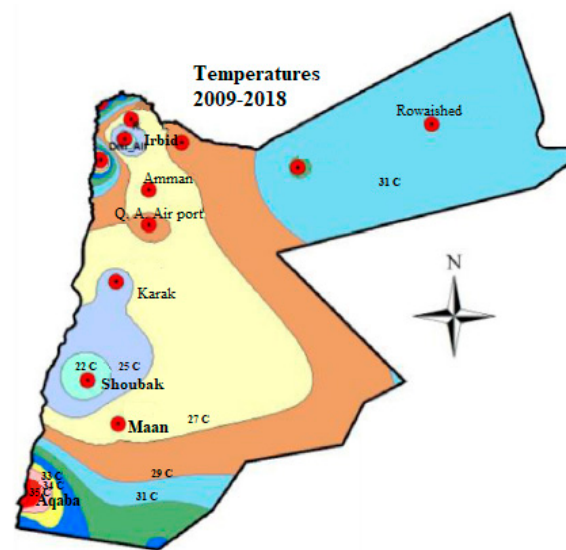 Temperatures
2009-2018
Rowaished
Irbid
Amman
31 C
Q. A. Air port
N
Karak
22 C
25 C
Shoubak
Maan
27 C
29 C
33 C
34 C
35 C
Aqaba
31 C